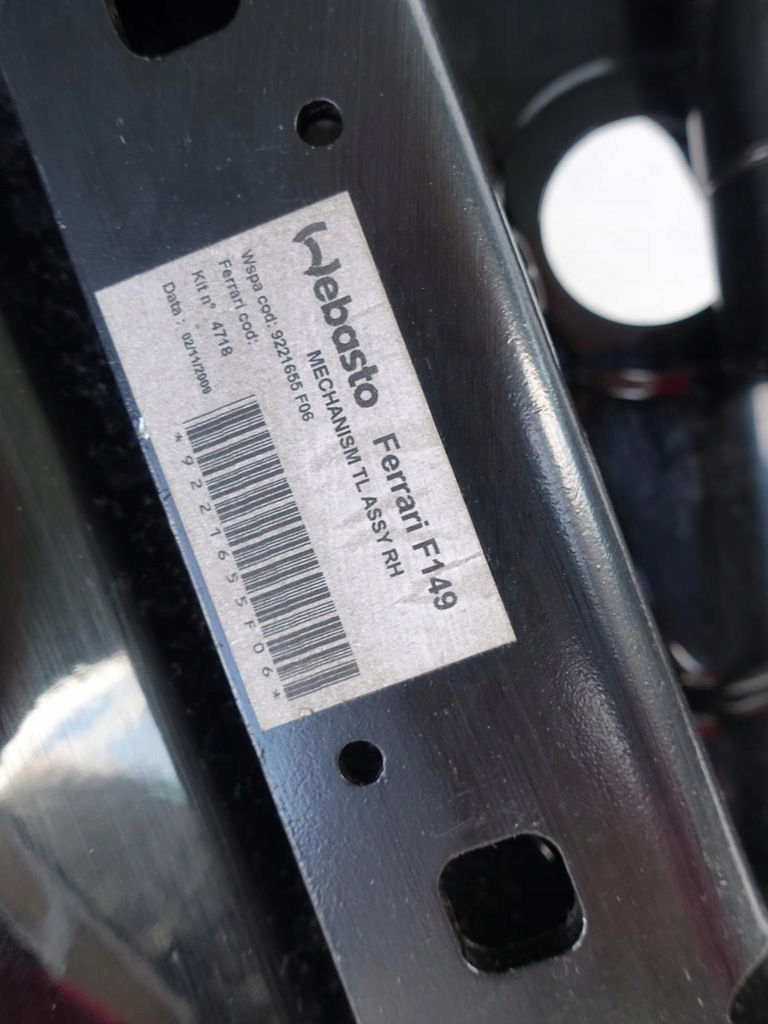 Webasto Ferrari F149
MECHANISM TL ASSY RH
Wspa cod: 9221655 F06
Ferrari cod:
Kit n° 4718
Data : 02/11/2009
*9221655F06*